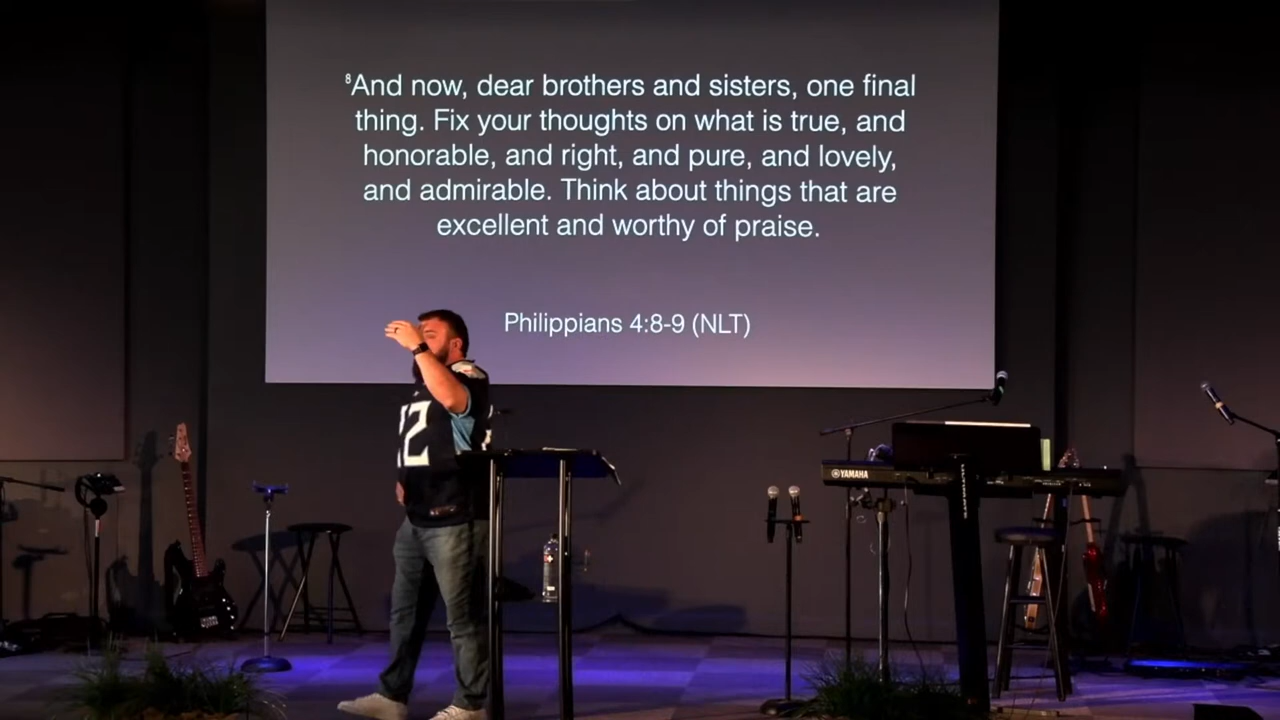 ⁸And now, dear brothers and sisters, one final
thing. Fix your thoughts on what is true, and
honorable, and right, and pure, and lovely,
and admirable. Think about things that are
excellent and worthy of praise.
Philippians 4:8-9 (NLT)
22
YAMAHA